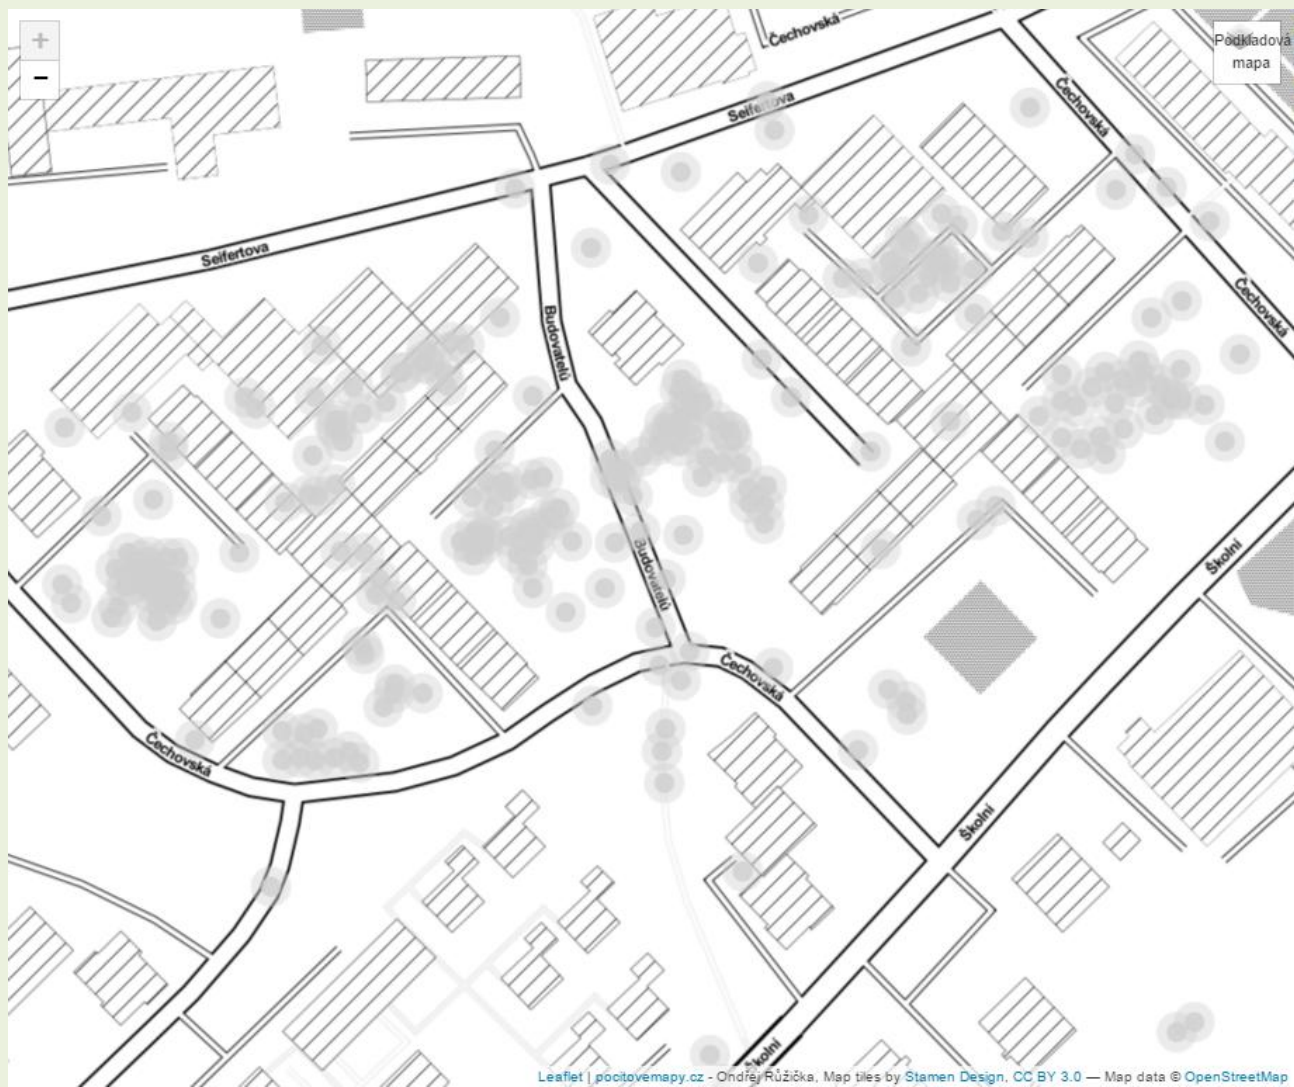 +
−
Čechovská
Podkladová
mapa
Seifertova
Čechovská
Seifertova
Čechovská
Budovatelů
Školní
Budovatelů
Čechovská
Čechovská
Školní
Školní
Leaflet | pocitovemapy.cz - Ondřej Růžička, Map tiles by Stamen Design, CC BY 3.0 — Map data © OpenStreetMap